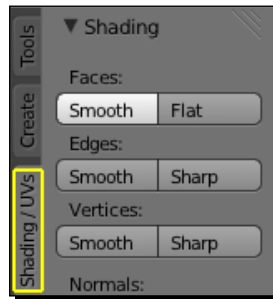 Tools
Create
Shading / UVs
▼ Shading
Faces:
Smooth Flat
Edges:
Smooth Sharp
Vertices:
Smooth Sharp
Normals: